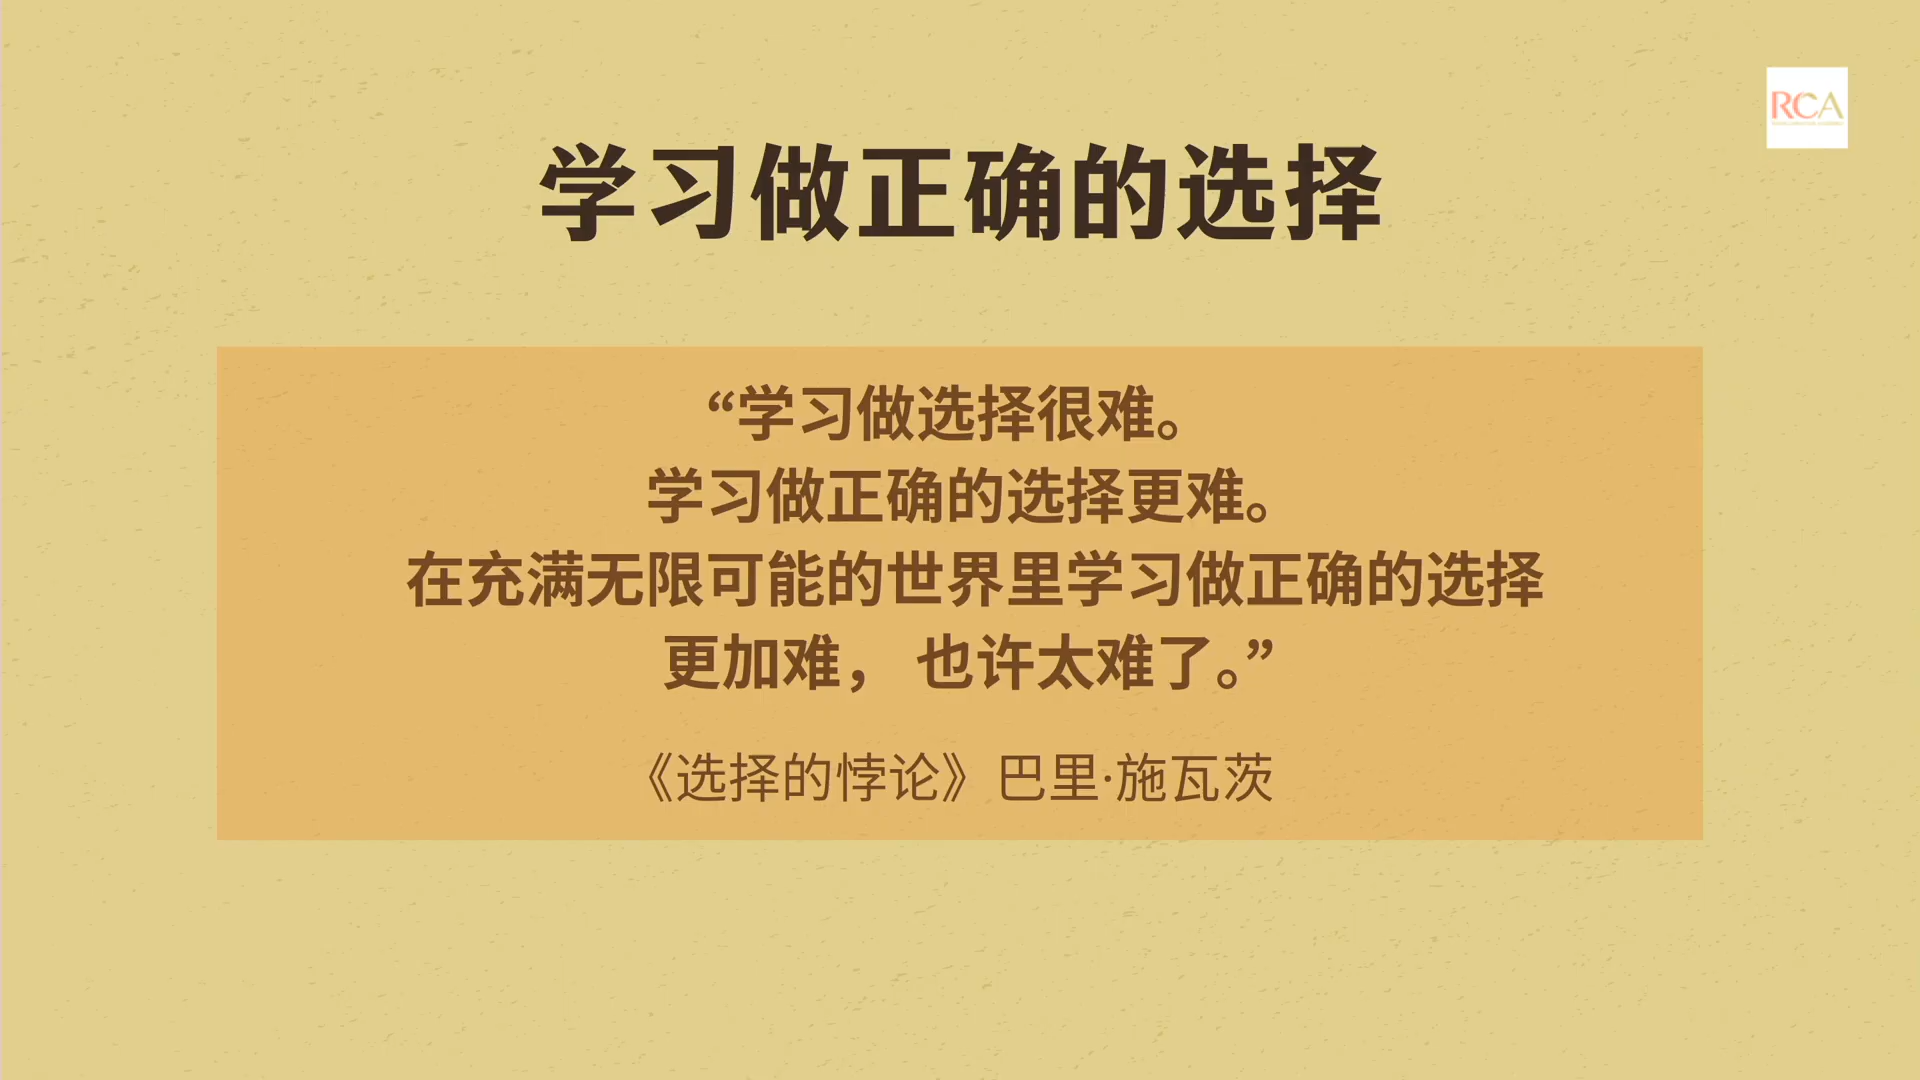 RCA
学习做正确的选择
“学习做选择很难。
学习做正确的选择更难。
在充满无限可能的世界里学习做正确的选择
更加难， 也许太难了。”
《选择的悖论》巴里·施瓦茨